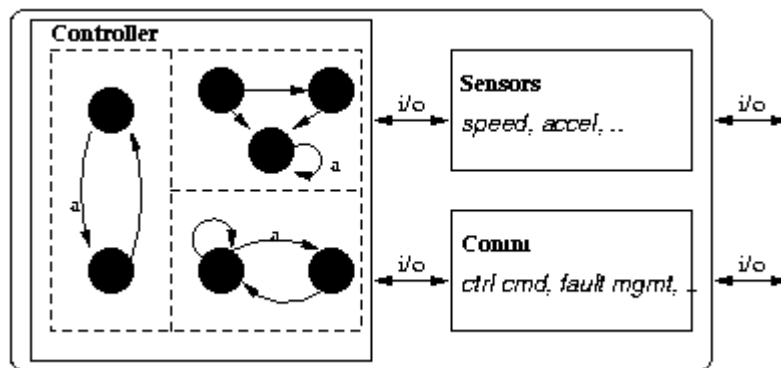 Controller
a
a
a
i/o
Sensors
speed, accel, ..
i/o
i/o
Comm
ctrl cmd, fault mgmt, ..
i/o